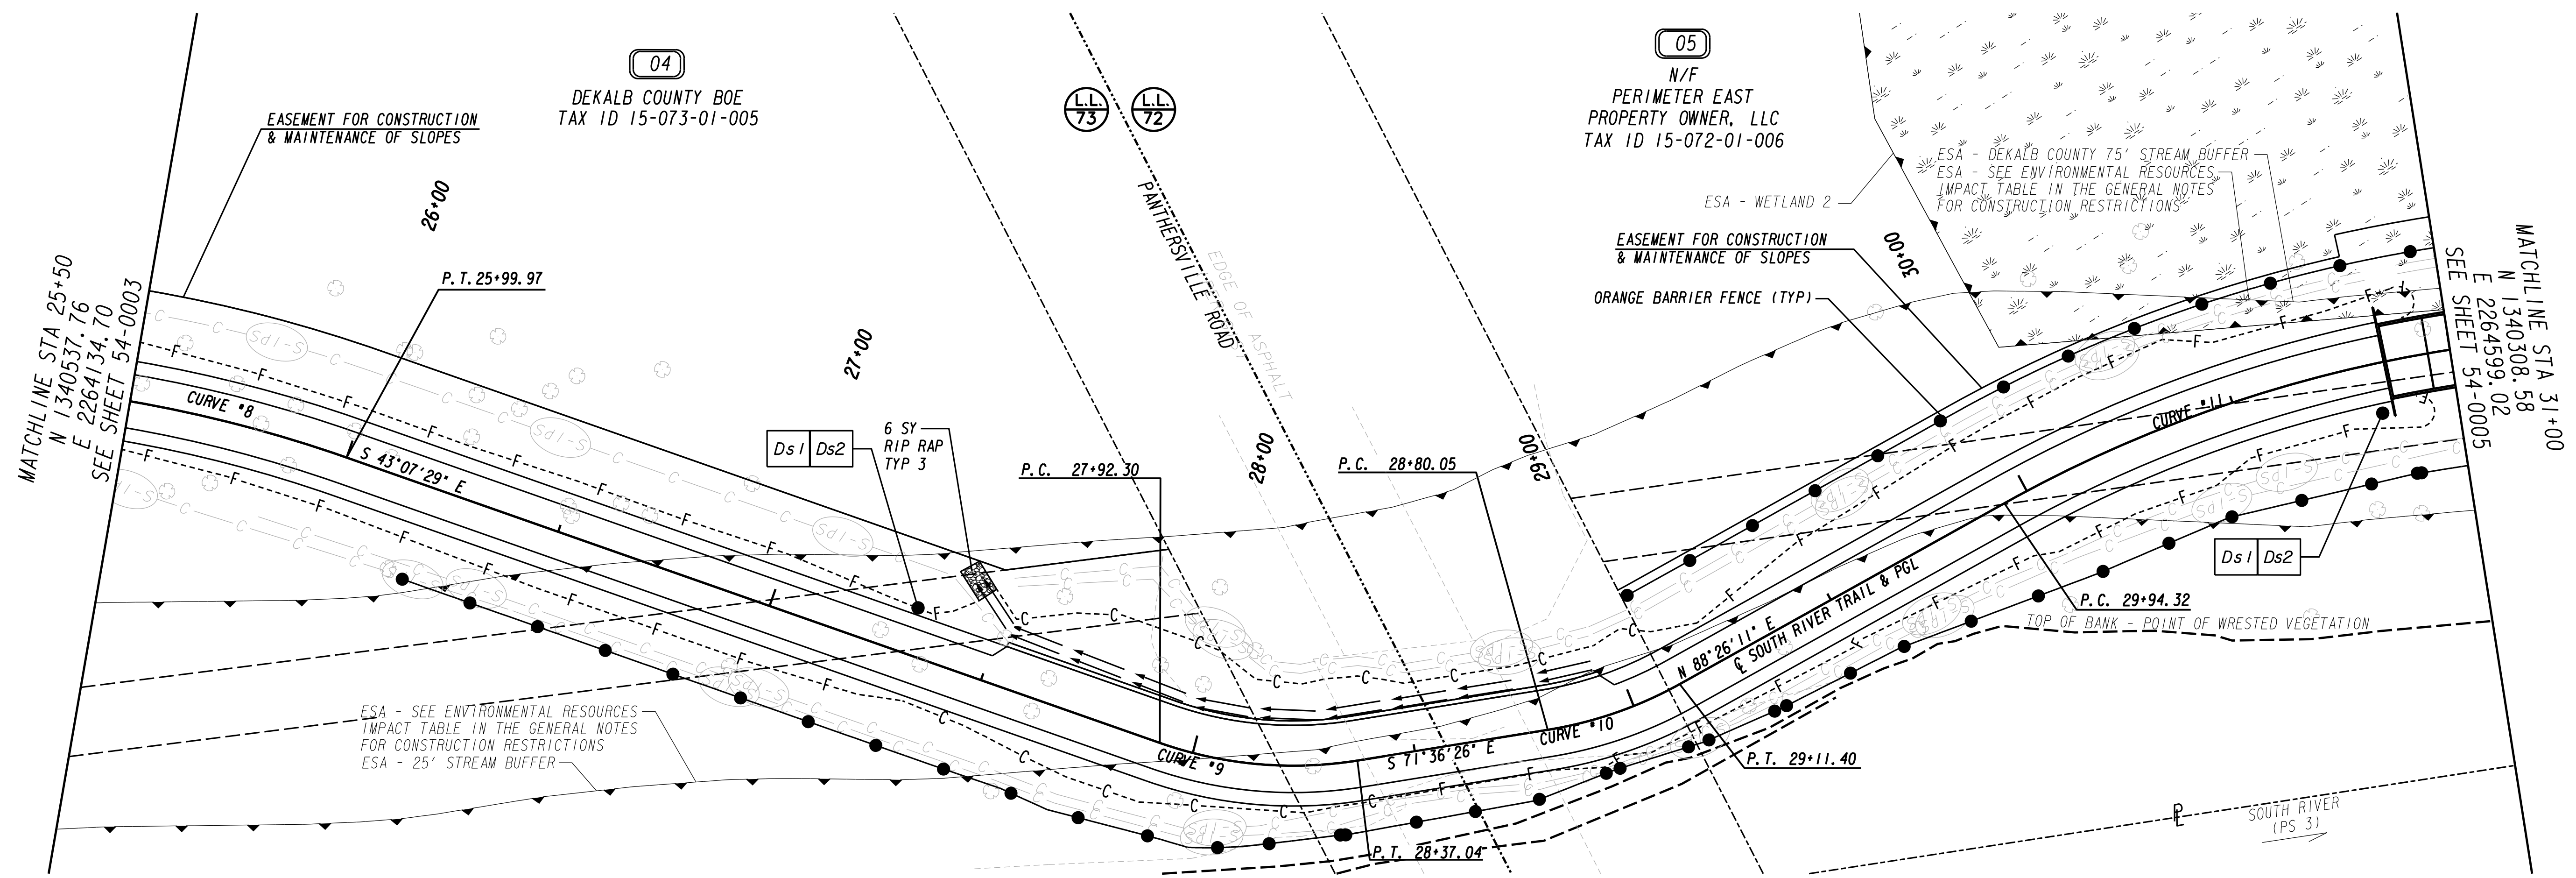 04
DEKALB COUNTY BOE
TAX ID 15-073-01-005
L.L.
73
L.L.
72
05
N/F
PERIMETER EAST
PROPERTY OWNER, LLC
TAX ID 15-072-01-006
EASEMENT FOR CONSTRUCTION
& MAINTENANCE OF SLOPES
26+00
P.T. 25+99.97
MATCHLINE STA 25+50
N 1340537.76
E 2264134.70
SEE SHEET 54-0003
CURVE #8
S 43°07'29" E
27+00
Ds1 Ds2
6 SY
RIP RAP
TYP 3
P.C. 27+92.30
PANTHERSVILLE ROAD
EDGE OF ASPHALT
28+00
P.C. 28+80.05
29+00
ESA - WETLAND 2
ESA - DEKALB COUNTY 75' STREAM BUFFER
ESA - SEE ENVIRONMENTAL RESOURCES
IMPACT TABLE IN THE GENERAL NOTES
FOR CONSTRUCTION RESTRICTIONS
EASEMENT FOR CONSTRUCTION
& MAINTENANCE OF SLOPES
30+00
ORANGE BARRIER FENCE (TYP)
MATCHLINE STA 31+00
N 1340308.58
E 2264599.02
SEE SHEET 54-0005
CURVE #11
Ds1 Ds2
P.C. 29+94.32
TOP OF BANK - POINT OF WRESTED VEGETATION
N 88°26'11" E
℄ SOUTH RIVER TRAIL & PGL
CURVE #9
S 71°36'26" E
CURVE #10
P.T. 29+11.40
P.T. 28+37.04
ESA - SEE ENVIRONMENTAL RESOURCES
IMPACT TABLE IN THE GENERAL NOTES
FOR CONSTRUCTION RESTRICTIONS
ESA - 25' STREAM BUFFER
SOUTH RIVER
(PS 3)